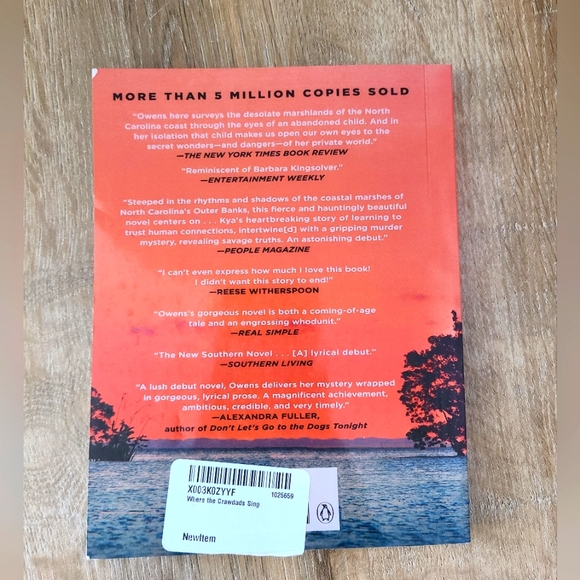 MORE THAN 5 MILLION COPIES SOLD
"Owens here surveys the desolate marshlands of the North
Carolina coast through the eyes of an abandoned child. And in
her isolation that child makes us open our own eyes to the
secret wonders—and dangers—of her private world."
—THE NEW YORK TIMES BOOK REVIEW
"Reminiscent of Barbara Kingsolver."
—ENTERTAINMENT WEEKLY
"Steeped in the rhythms and shadows of the coastal marshes of
North Carolina's Outer Banks, this fierce and hauntingly beautiful
novel centers on . . . Kya's heartbreaking story of learning to
trust human connections, intertwine[d] with a gripping murder
mystery, revealing savage truths. An astonishing debut."
—PEOPLE MAGAZINE
"I can't even express how much I love this book!
I didn't want this story to end!"
—REESE WITHERSPOON
"Owens's gorgeous novel is both a coming-of-age
tale and an engrossing whodunit."
—REAL SIMPLE
"The New Southern Novel . . . [A] lyrical debut."
—SOUTHERN LIVING
"A lush debut novel, Owens delivers her mystery wrapped
in gorgeous, lyrical prose. A magnificent achievement,
ambitious, credible, and very timely."
—ALEXANDRA FULLER,
author of Don't Let's Go to the Dogs Tonight
X003K0ZYYF 1025659
Where the Crawdads Sing
NewItem